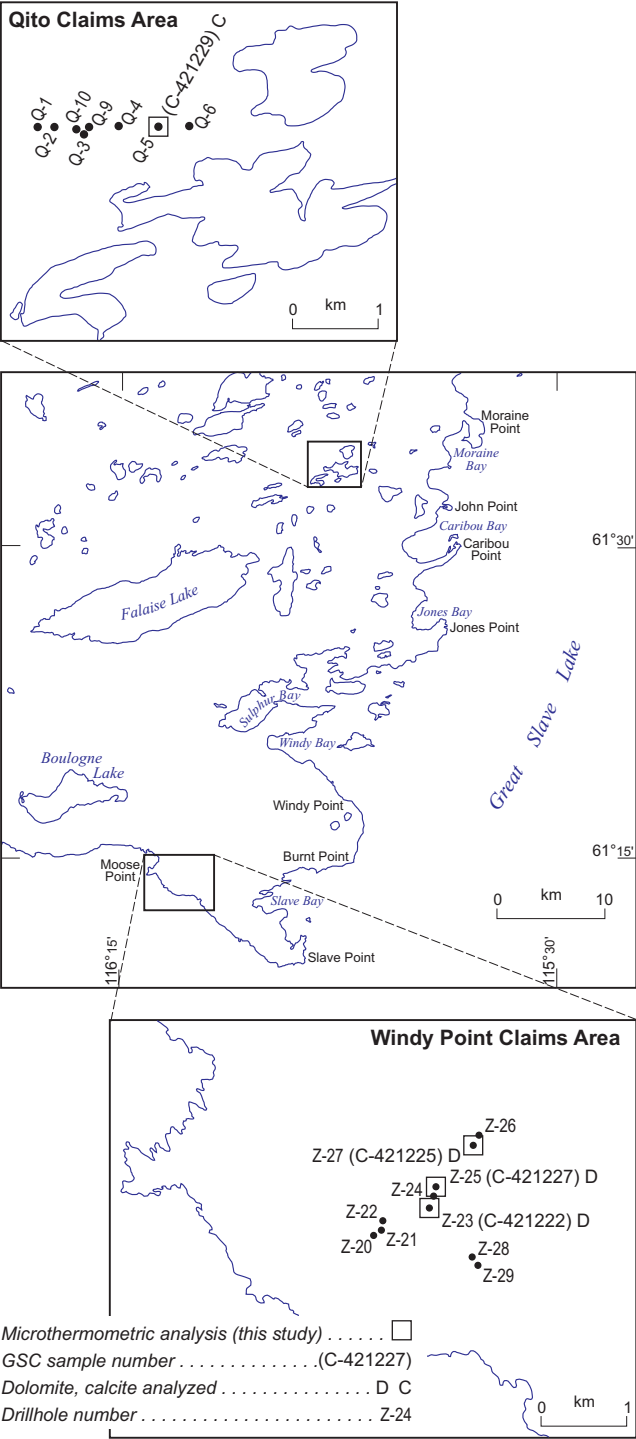 Qito Claims Area
Q-1
Q-2
Q-10
Q-3
Q-9
Q-4
Q-5 (C-421229) C
Q-6
km
0 1
Moraine
Point
Moraine
Bay
John Point
Caribou Bay
Caribou
Point
61°30'
Falaise Lake
Jones Bay
Jones Point
Great Slave Lake
Sulphur Bay
Windy Bay
Boulogne
Lake
Windy Point
Burnt Point
61°15'
Moose
Point
km
0 10
Slave Bay
Slave Point
116°15'
115°30'
Windy Point Claims Area
Z-26
Z-27 (C-421225) D
Z-25 (C-421227) D
Z-24
Z-23 (C-421222) D
Z-22
Z-20
Z-21
Z-28
Z-29
Microthermometric analysis (this study) . . . . . .
GSC sample number . . . . . . . . . . . . . . .(C-421227)
Dolomite, calcite analyzed . . . . . . . . . . . . . . . . D C
Drillhole number . . . . . . . . . . . . . . . . . . . . . . . . Z-24
km
0 1